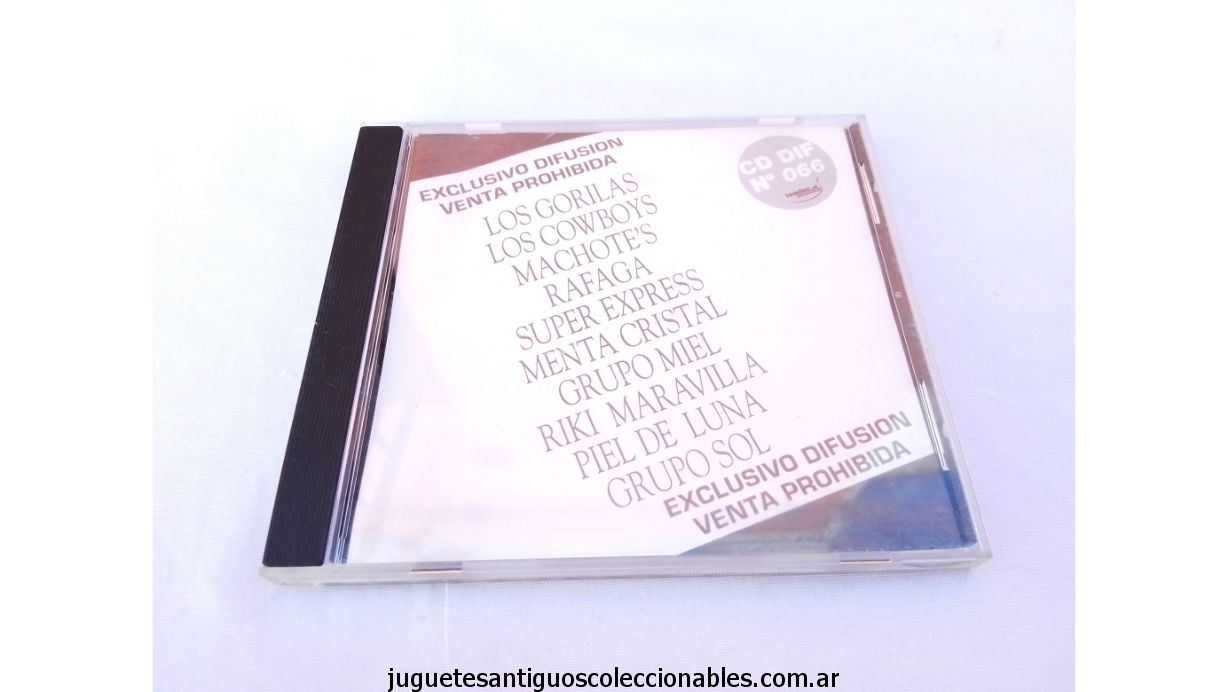 EXCLUSIVO DIFUSION
VENTA PROHIBIDA
CD DIF
Nº 066
LOS GORILAS
LOS COWBOYS
MACHOTE'S
RAFAGA
SUPER EXPRESS
MENTA CRISTAL
GRUPO MIEL
RIKI MARAVILLA
PIEL DE LUNA
GRUPO SOL
EXCLUSIVO DIFUSION
VENTA PROHIBIDA
juguetesantiguoscoleccionables.com.ar